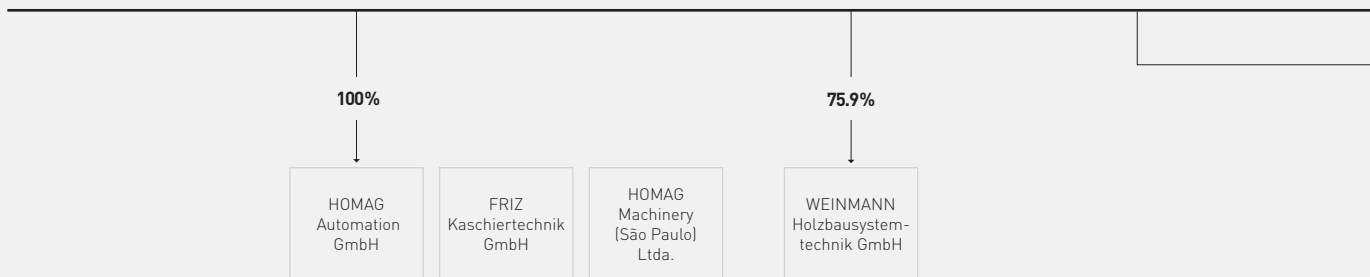 100%
75.9%
HOMAG
Automation
GmbH
FRIZ
Kaschiertechnik
GmbH
HOMAG
Machinery
(São Paulo)
Ltda.
WEINMANN
Holzbausystem-
technik GmbH